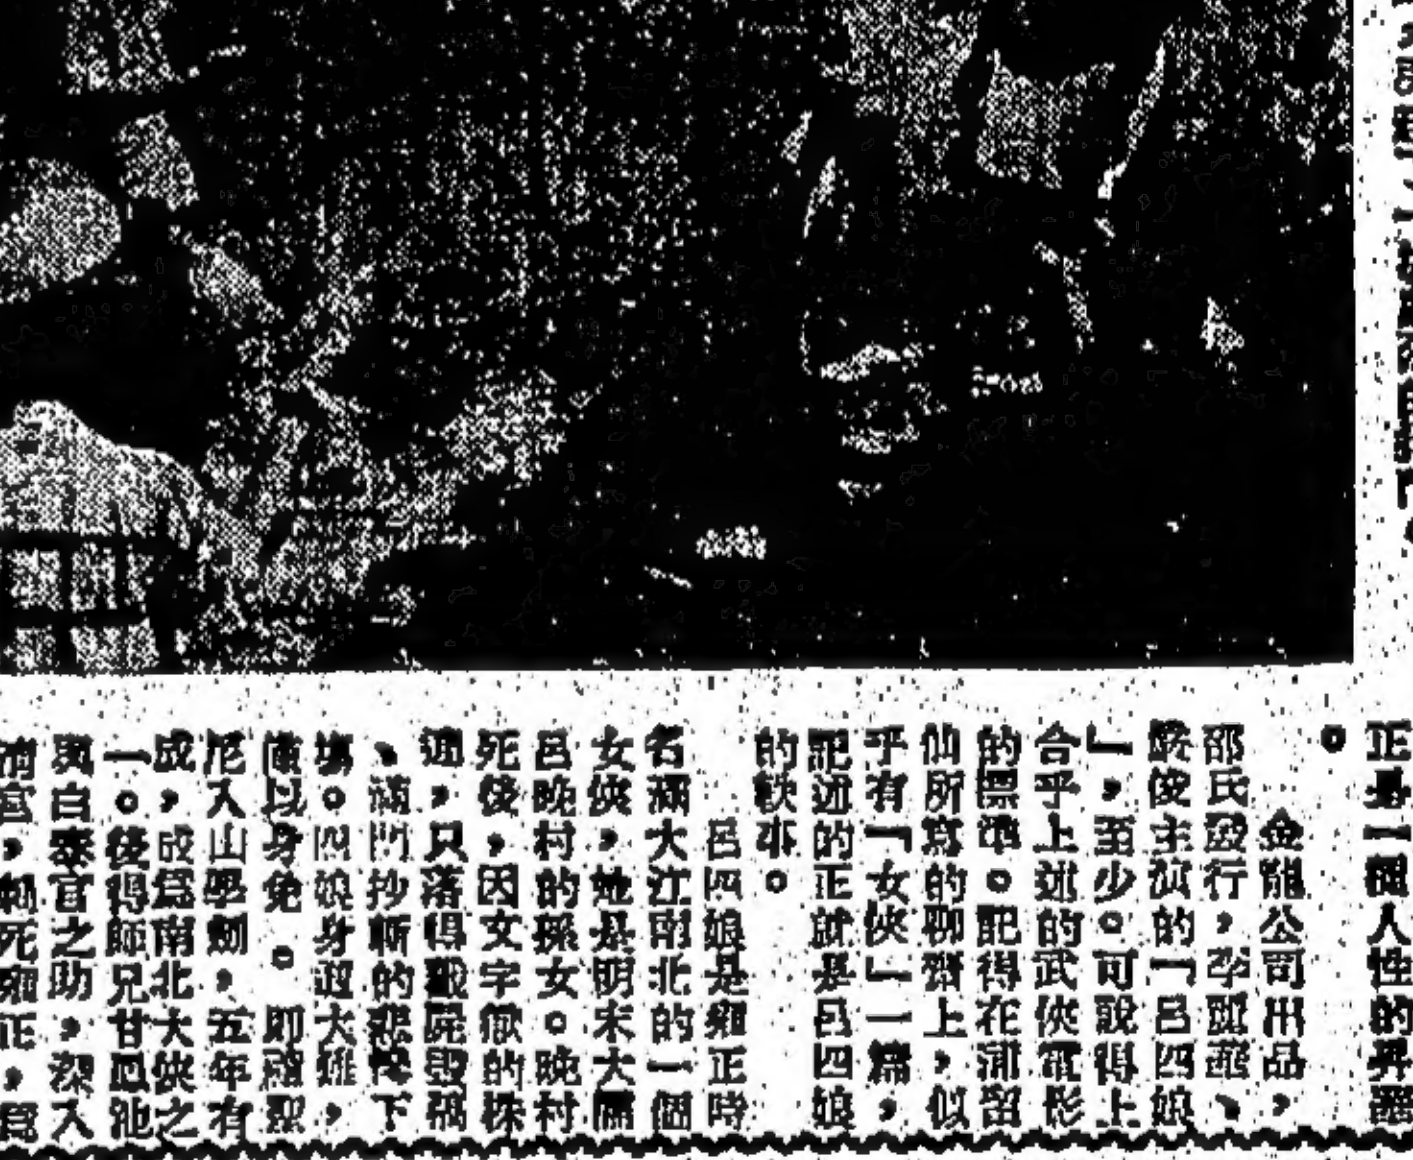 正是一個人性的昇華
。
金龍公司出品，
邵氏發行，李麗華、
嚴俊主演的「呂四娘
」，至少。可說得上
合乎上述的武俠電影
的標準。記得在蒲留
仙所寫的聊齋上，似
乎有「女俠」一篇，
記述的正就是呂四娘
的軼事。
呂四娘是雍正時
名滿大江南北的一個
女俠，她是明末大儒
呂晚村的孫女。晚村
死後，因文字獄的株
連，只落得戮屍毀
、滿門抄斬的悲慘下
場。四娘身遭大難，
以身免。即
尼入山學劍，五年有
成，成為南北大俠之
一。後得師兄甘鳳池
與白泰官之助，深入
清宮，刺死雍正，為